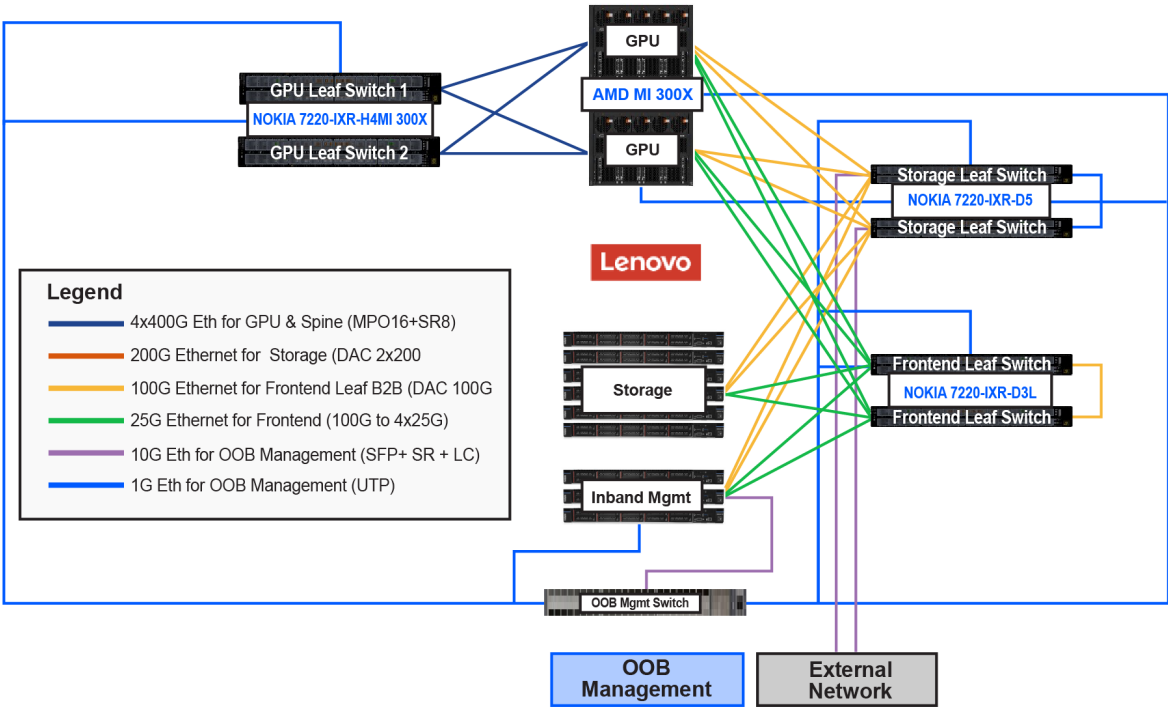 GPU
GPU Leaf Switch 1
AMD MI 300X
NOKIA 7220-IXR-H4MI 300X
GPU Leaf Switch 2
GPU
Storage Leaf Switch
NOKIA 7220-IXR-D5
Storage Leaf Switch
Lenovo
Legend
4x400G Eth for GPU & Spine (MPO16+SR8)
200G Ethernet for Storage (DAC 2x200
100G Ethernet for Frontend Leaf B2B (DAC 100G
25G Ethernet for Frontend (100G to 4x25G)
10G Eth for OOB Management (SFP+ SR + LC)
1G Eth for OOB Management (UTP)
Frontend Leaf Switch
NOKIA 7220-IXR-D3L
Frontend Leaf Switch
Storage
Inband Mgmt
OOB Mgmt Switch
OOB
Management
External
Network